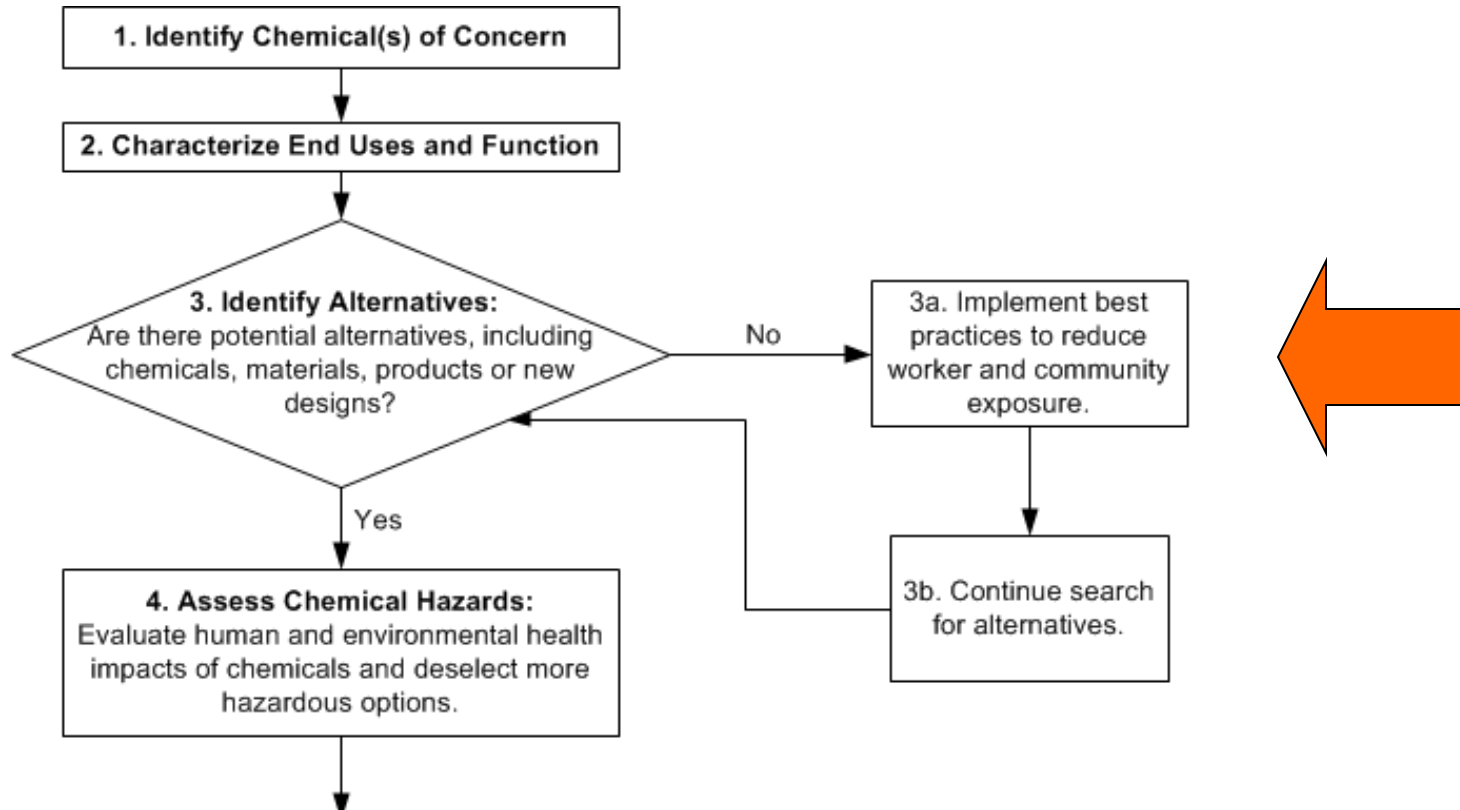 1. Identify Chemical(s) of Concern
2. Characterize End Uses and Function
3. Identify Alternatives:
Are there potential alternatives, including
chemicals, materials, products or new
designs?
No
3a. Implement best
practices to reduce
worker and community
exposure.
Yes
3b. Continue search
for alternatives.
4. Assess Chemical Hazards:
Evaluate human and environmental health
impacts of chemicals and deselect more
hazardous options.